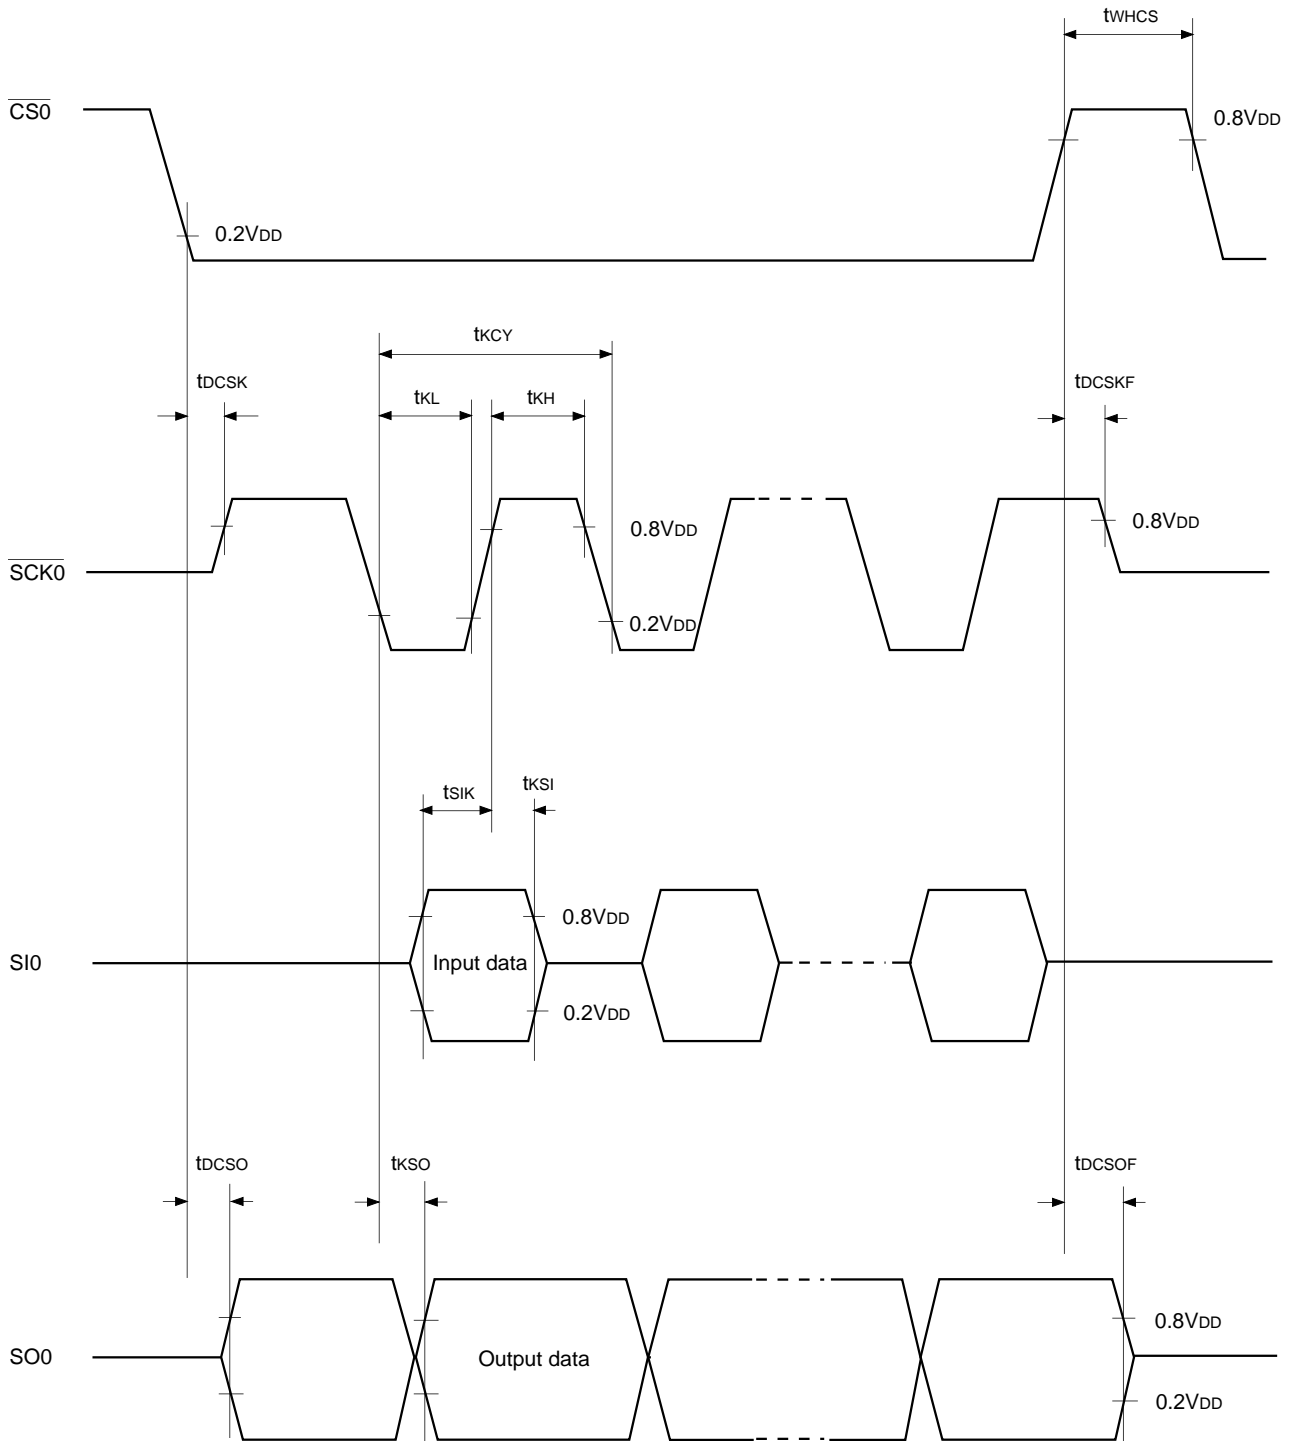 tWHCS
CS0
0.8VDD
0.2VDD
tKCY
tDCSK
tKL
tKH
tDCSKF
0.8VDD
0.8VDD
SCK0
0.2VDD
tSIK
tKSI
0.8VDD
SI0
Input data
0.2VDD
tDCSO
tKSO
tDCSOF
0.8VDD
SO0
Output data
0.2VDD